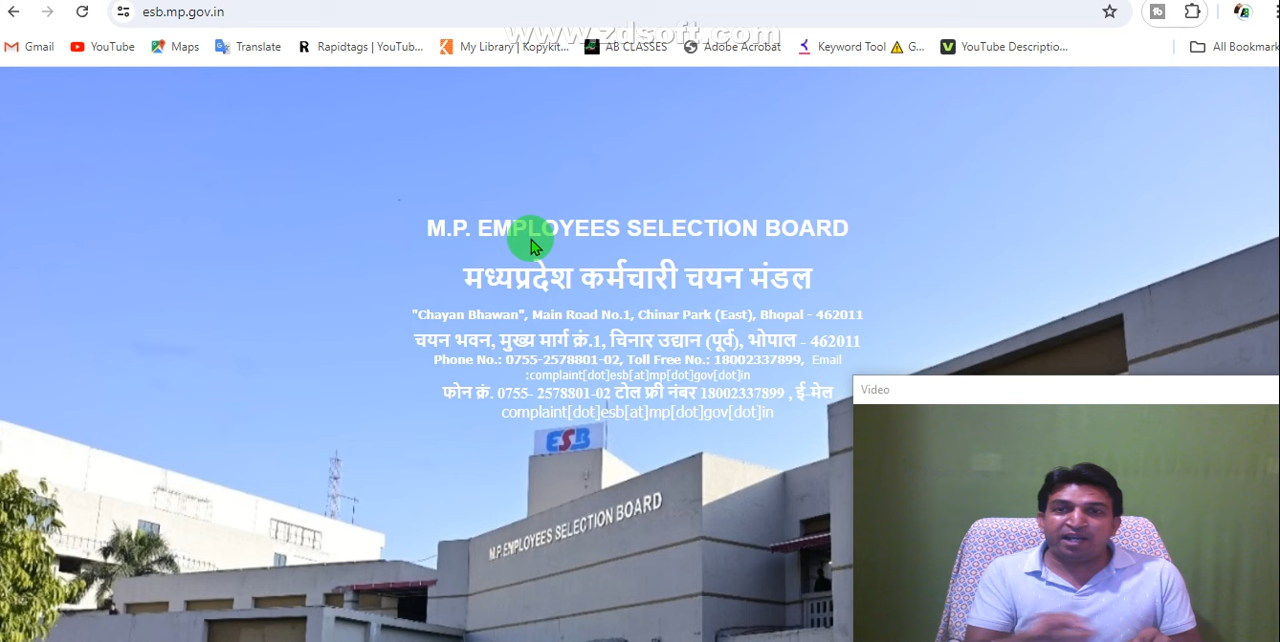 esb.mp.gov.in
www.zdsoft.com
Gmail YouTube Maps Translate Rapidtags | YouTub... My Library | Kopykit... AB CLASSES Adobe Acrobat Keyword Tool G... YouTube Descriptio... All Bookmark
M.P. EMPLOYEES SELECTION BOARD
मध्यप्रदेश कर्मचारी चयन मंडल
"Chayan Bhawan", Main Road No.1, Chinar Park (East), Bhopal - 462011
चयन भवन, मुख्य मार्ग क्रं.1, चिनार उद्यान (पूर्व), भोपाल - 462011
Phone No.: 0755-2578801-02, Toll Free No.: 18002337899, Email
:complaint[dot]esb[at]mp[dot]gov[dot]in
फोन क्रं. 0755- 2578801-02 टोल फ्री नंबर 18002337899 , ई-मेल
complaint[dot]esb[at]mp[dot]gov[dot]in
Video
ESB
M.P.EMPLOYEES SELECTION BOARD